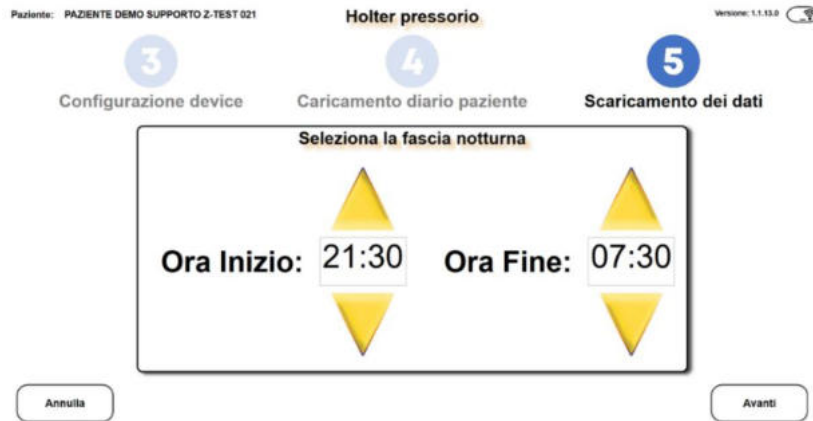 Paziente: PAZIENTE DEMO SUPPORTO Z-TEST 021
Holter pressorio
Versione: 1.1.13.0
3
4
5
Configurazione device
Caricamento diario paziente
Scaricamento dei dati
Seleziona la fascia notturna
Ora Inizio: 21:30
Ora Fine: 07:30
Annulla
Avanti